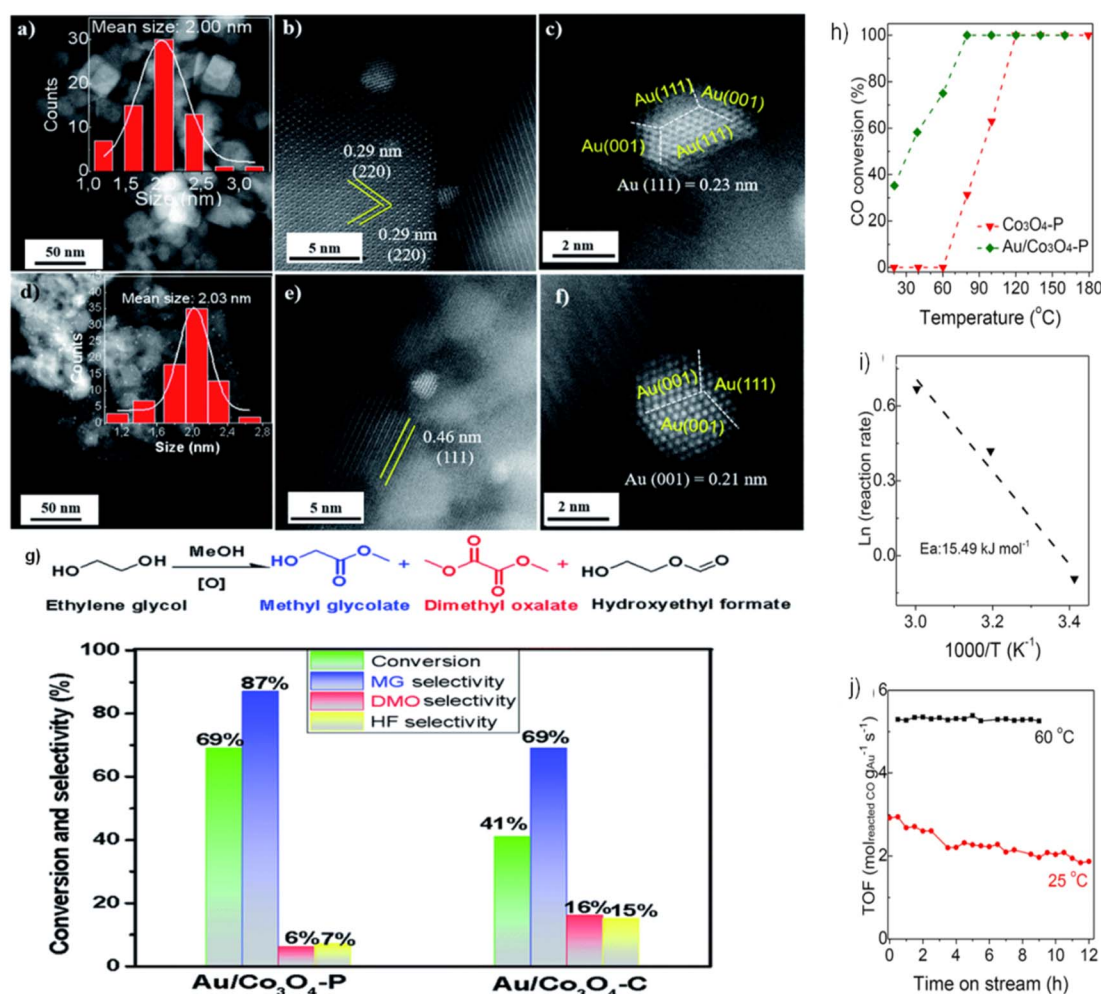 a)
Mean size: 2.00 nm
30
20
10
0
Counts
1,0 1,5 2,0 2,5 3,0
Size (nm)
50 nm
b)
0.29 nm
(220)
0.29 nm
(220)
5 nm
c)
Au(111)
Au(001)
Au(001)
Au(111)
Au (111) = 0.23 nm
2 nm
d)
Mean size: 2.03 nm
35
30
25
20
15
10
5
0
Counts
1,2 1,6 2,0 2,4 2,8
Size (nm)
50 nm
e)
0.46 nm
(111)
5 nm
f)
Au(001)
Au(111)
Au(001)
Au (001) = 0.21 nm
2 nm
g)
HO OH
MeOH
[O]
HO O O
+
O O O O
+
HO O O
Ethylene glycol
Methyl glycolate
Dimethyl oxalate
Hydroxyethyl formate
Conversion and selectivity (%)
100
80
60
40
20
0
Conversion
MG selectivity
DMO selectivity
HF selectivity
69% 87% 6% 7%
41% 69% 16% 15%
Au/Co₃O₄-P
Au/Co₃O₄-C
h)
CO conversion (%)
100
80
60
40
20
0
Co₃O₄-P
Au/Co₃O₄-P
30 60 90 120 150 180
Temperature (°C)
i)
Ln (reaction rate)
0.6
0.3
0.0
Ea:15.49 kJ mol⁻¹
3.0 3.2 3.4
1000/T (K⁻¹)
j)
TOF (molreacted CO gAu⁻¹ s⁻¹)
6
4
2
0
60 °C
25 °C
0 2 4 6 8 10 12
Time on stream (h)